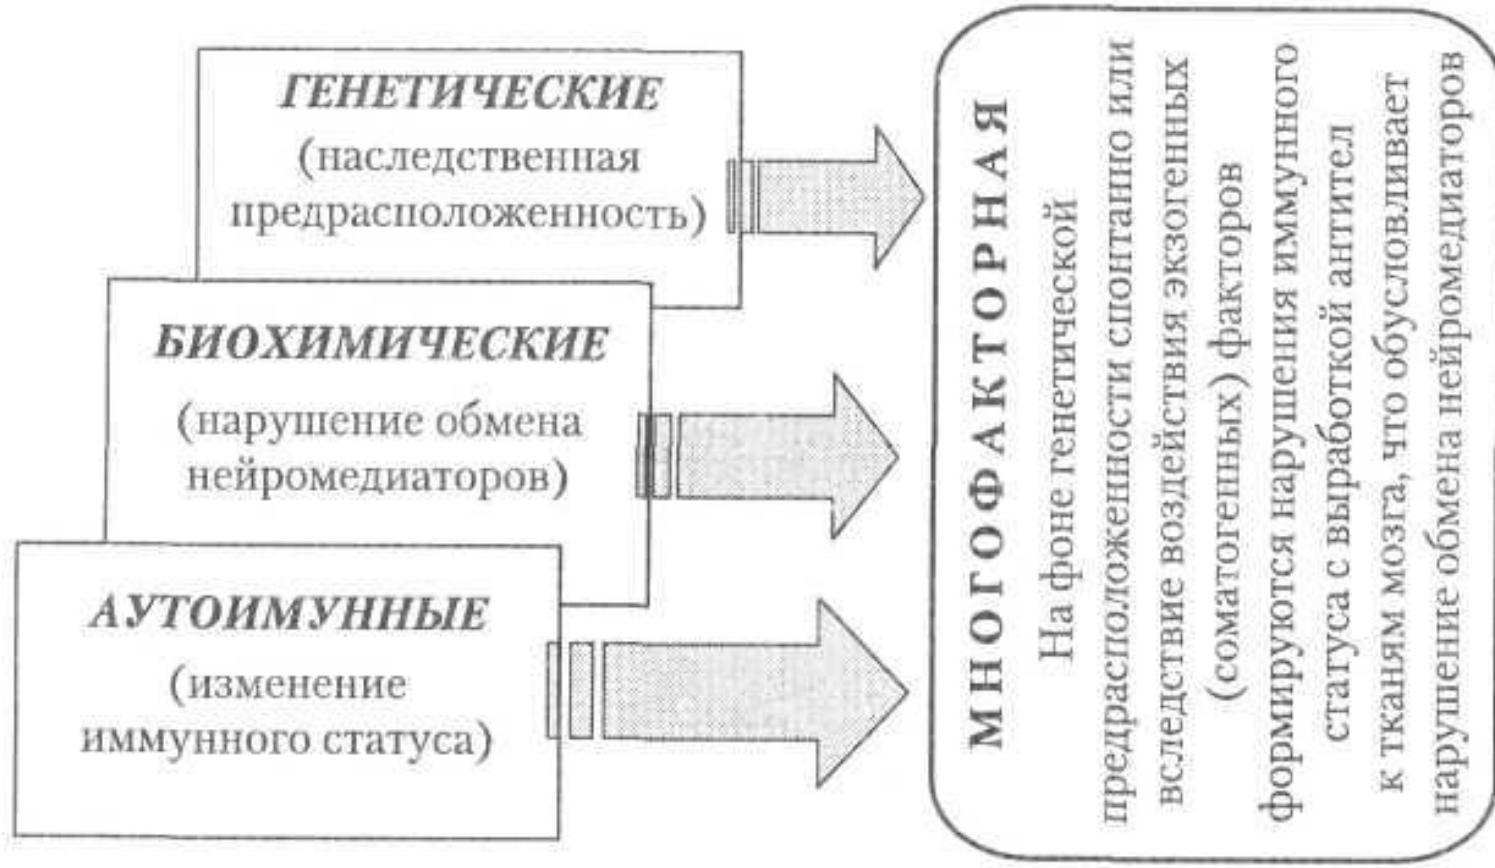 ГЕНЕТИЧЕСКИЕ
(наследственная
предрасположенность)
БИОХИМИЧЕСКИЕ
(нарушение обмена
нейромедиаторов)
АУТОИМУННЫЕ
(изменение
иммунного статуса)
МНОГОФАКТОРНАЯ
На фоне генетической
предрасположенности спонтанно или
вследствие воздействия экзогенных
(соматогенных) факторов
формируются нарушения иммунного
статуса с выработкой антител
к тканям мозга, что обусловливает
нарушение обмена нейромедиаторов